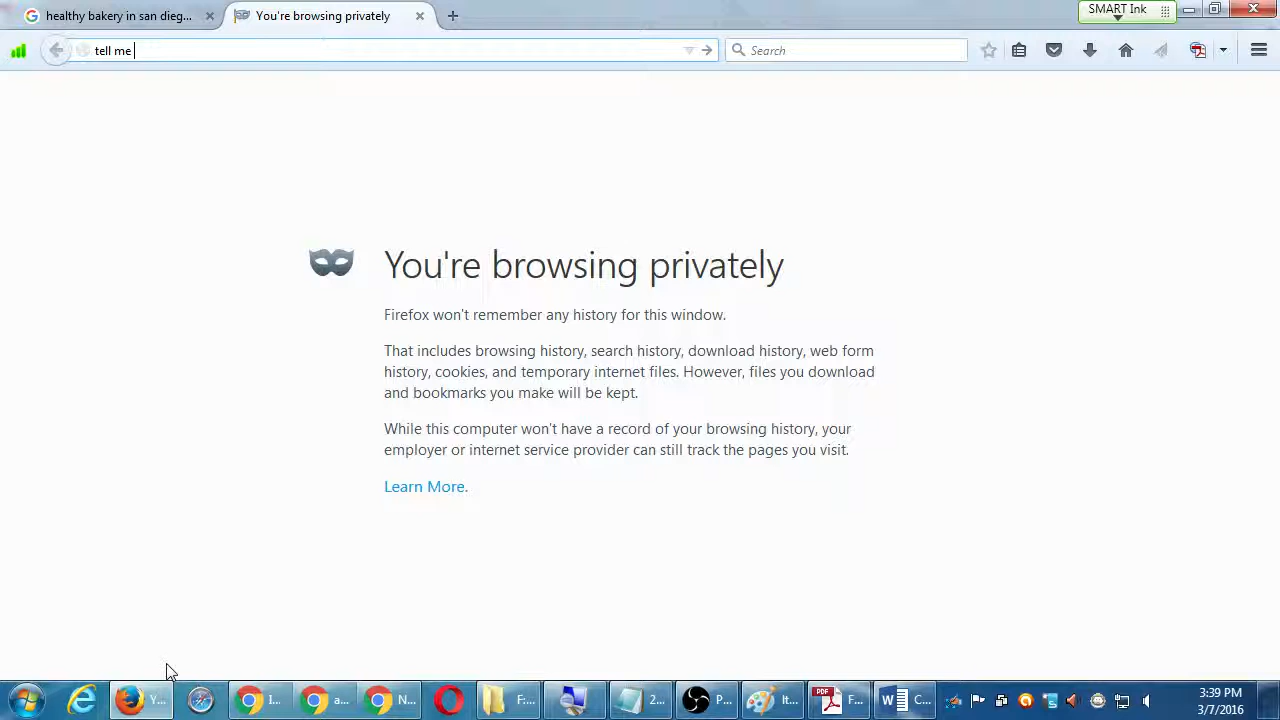 healthy bakery in san dieg...
You're browsing privately
SMART Ink
tell me
Search
You're browsing privately
Firefox won't remember any history for this window.
That includes browsing history, search history, download history, web form
history, cookies, and temporary internet files. However, files you download
and bookmarks you make will be kept.
While this computer won't have a record of your browsing history, your
employer or internet service provider can still track the pages you visit.
Learn More.
Y...
I...
a...
N...
F:...
2...
P...
It...
PDF
F...
W
C...
3:39 PM
3/7/2016